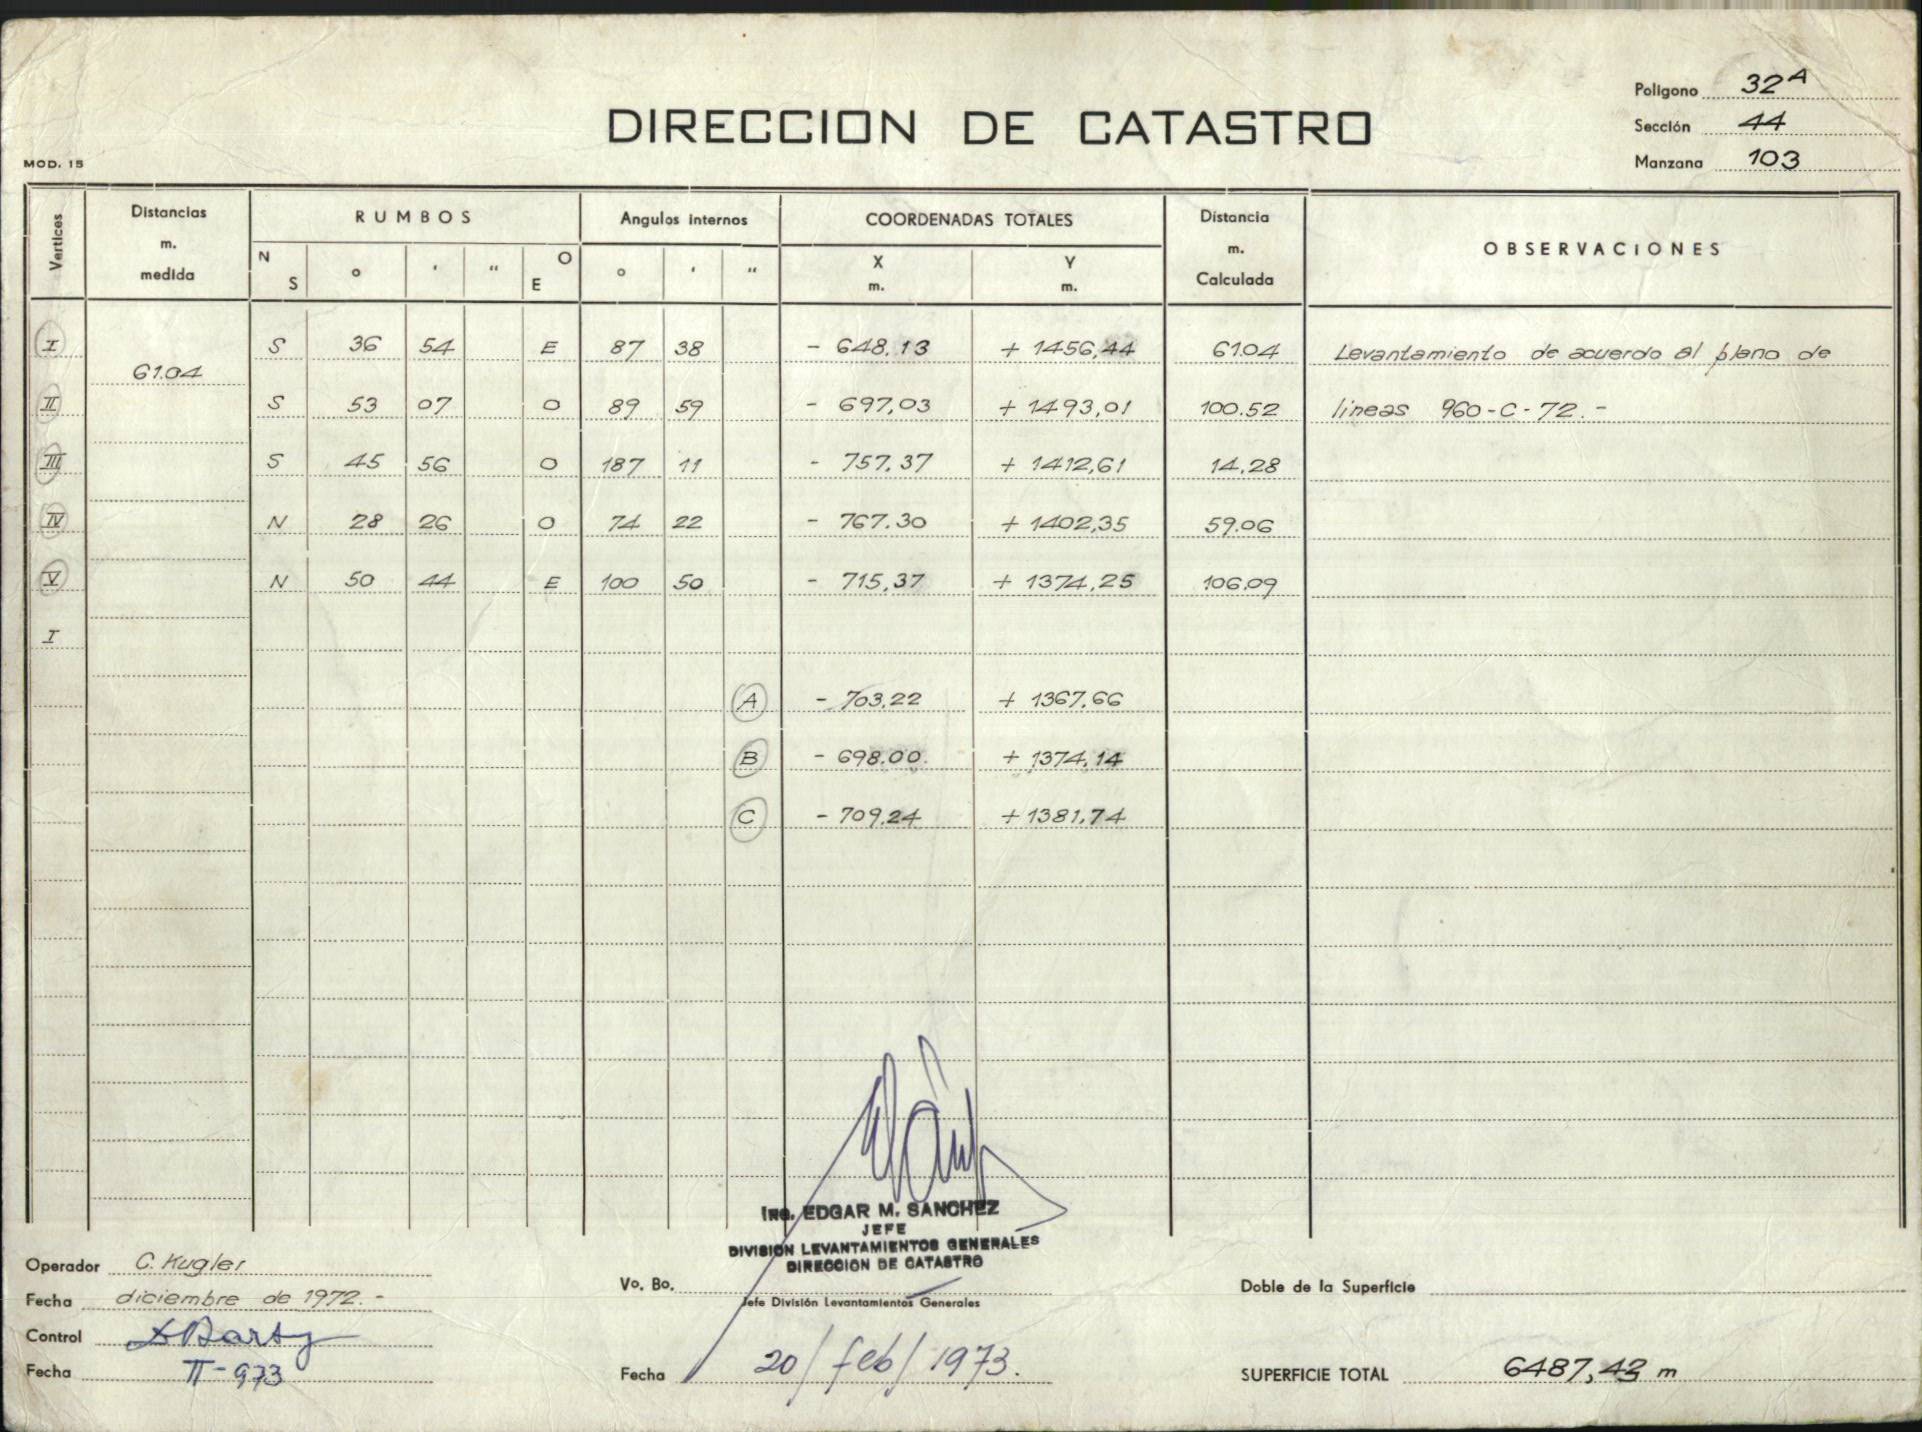 Polígono 32A
DIRECCION DE CATASTRO
Sección 44
MOD. 15
Manzana 103
Vertices
Distancias m. medida
RUMBOS
N S ° ' " O E
Angulos internos
° ' "
COORDENADAS TOTALES
X m. Y m.
Distancia m. Calculada
OBSERVACIONES
I S 36 54 E 87 38 - 648,13 + 1456,44 61.04 Levantamiento de acuerdo al plano de
61.04
II S 53 07 O 89 59 - 697,03 + 1493,01 100.52 líneas 960-C-72.-
III S 45 56 O 187 11 - 757.37 + 1412,61 14,28
IV N 28 26 O 74 22 - 767.30 + 1402,35 59.06
V N 50 44 E 100 50 - 715,37 + 1374,25 106.09
I
A - 703,22 + 1367,66
B - 698.00. + 1374,14
C - 709,24 + 1381,74
Ing. EDGAR M. SANCHEZ
JEFE
DIVISION LEVANTAMIENTOS GENERALES
DIRECCION DE CATASTRO
Operador C. Kugler
Vo. Bo.
Doble de la Superficie
Fecha diciembre de 1972.-
Jefe División Levantamientos Generales
Control
Fecha II-973
Fecha 20/feb/1973.
SUPERFICIE TOTAL 6487,43 m